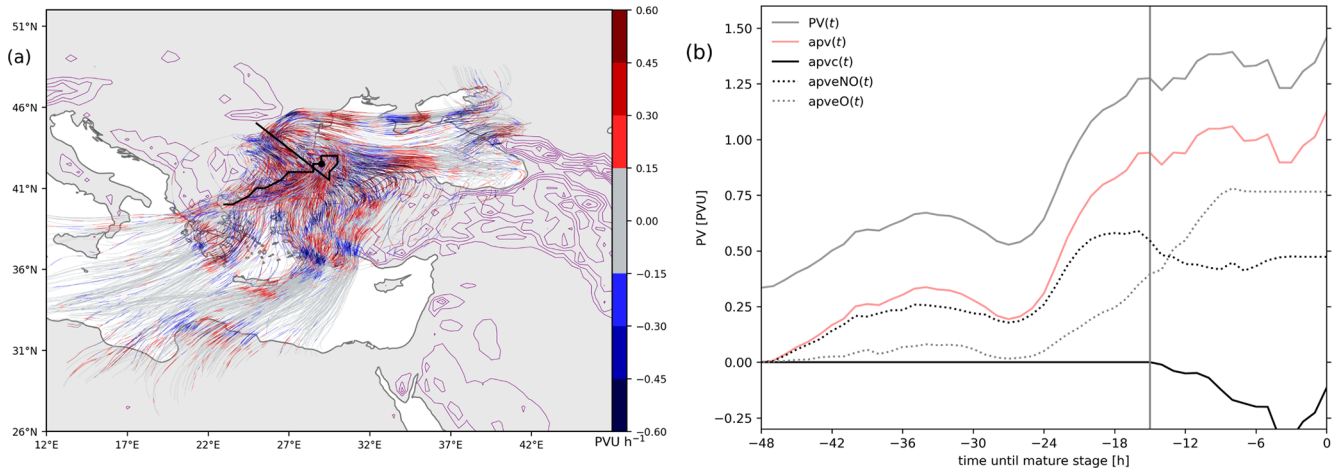 (a)
51°N
46°N
41°N
36°N
31°N
26°N
12°E 17°E 22°E 27°E 32°E 37°E 42°E
0.60
0.45
0.30
0.15
0.00
−0.15
−0.30
−0.45
−0.60
PVU h⁻¹
(b)
PV(t)
apv(t)
apvc(t)
apveNO(t)
apveO(t)
PV [PVU]
1.50
1.25
1.00
0.75
0.50
0.25
0.00
−0.25
−48 −42 −36 −30 −24 −18 −12 −6 0
time until mature stage [h]